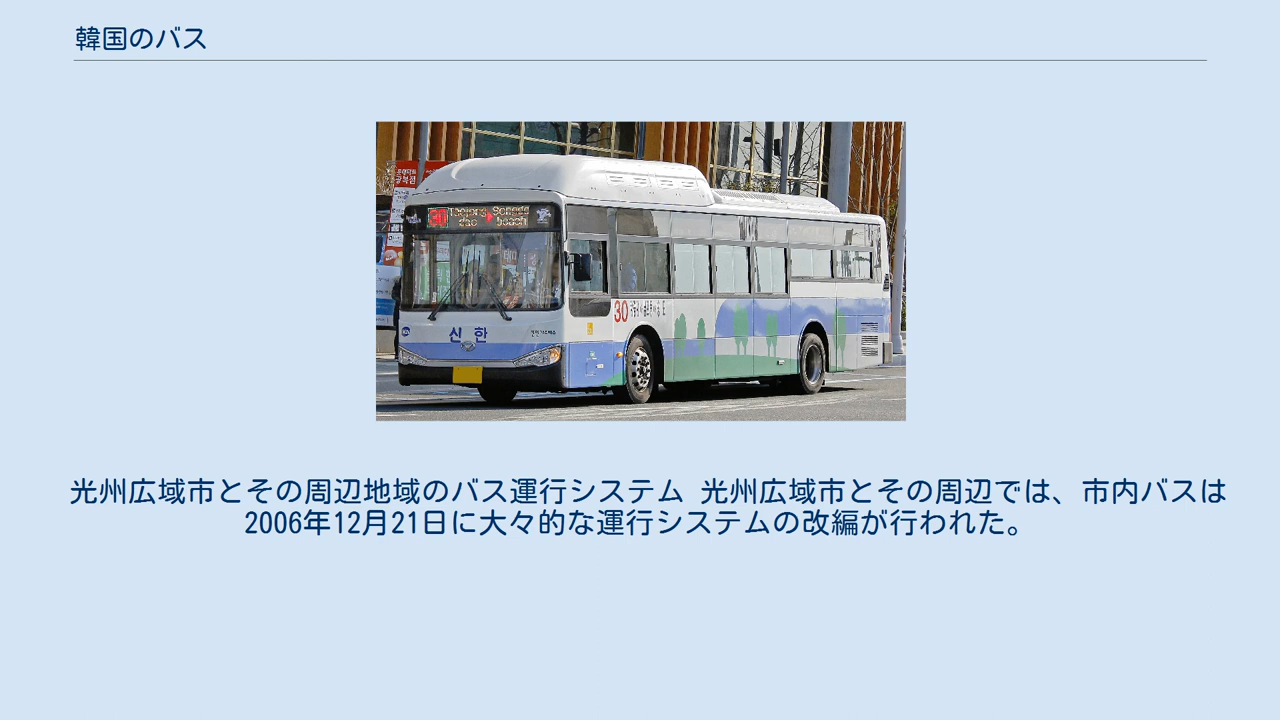 韓国のバス
30
beach
30
신한
光州広域市とその周辺地域のバス運行システム 光州広域市とその周辺では、市内バスは
2006年12月21日に大々的な運行システムの改編が行われた。